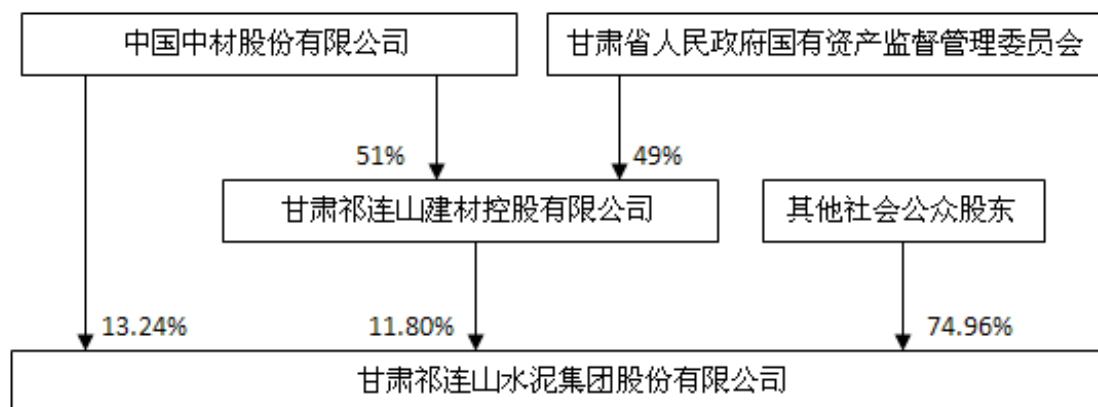 中国中材股份有限公司
甘肃省人民政府国有资产监督管理委员会
51%
49%
甘肃祁连山建材控股有限公司
其他社会公众股东
13.24%
11.80%
74.96%
甘肃祁连山水泥集团股份有限公司